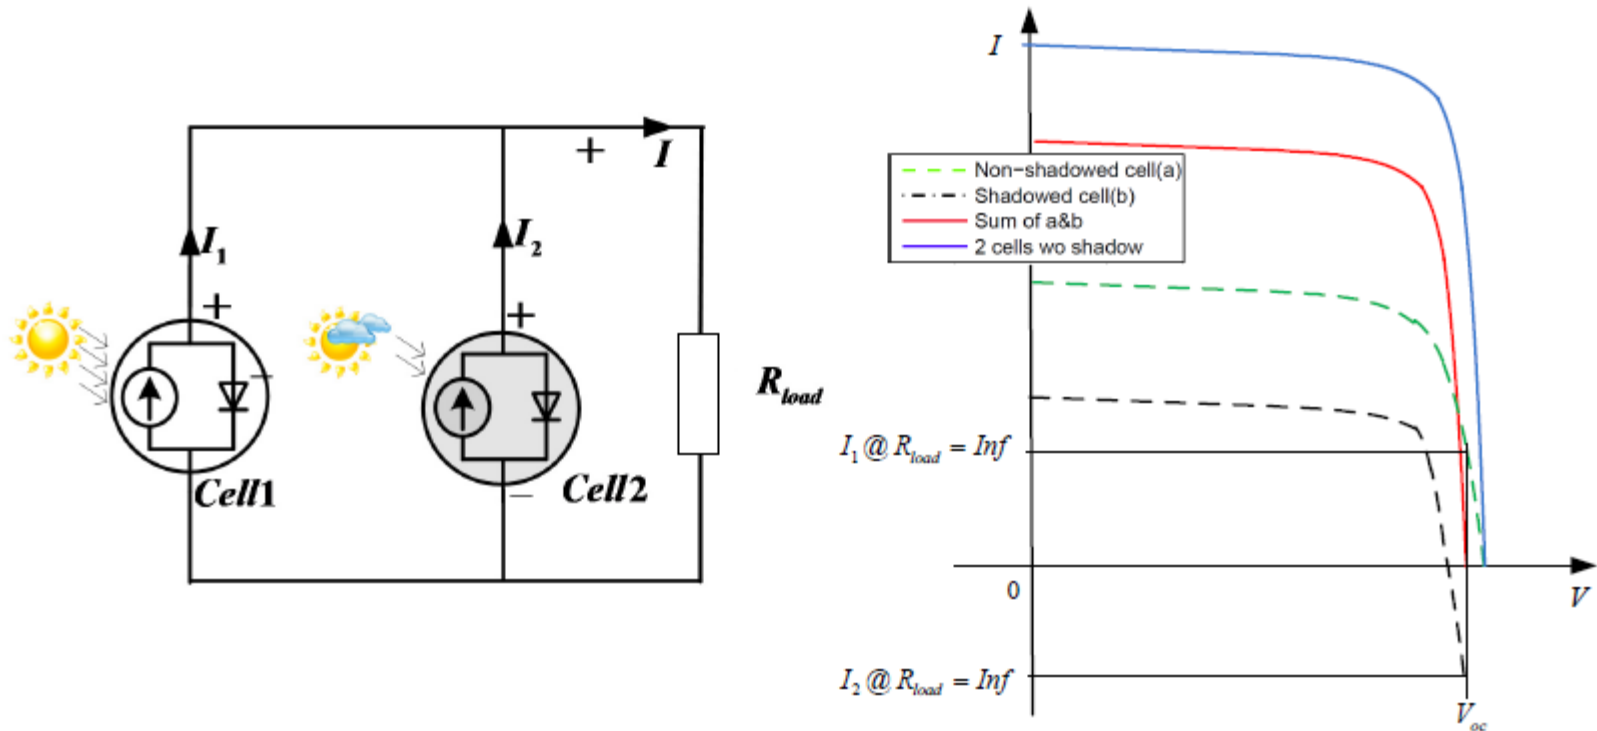 +
I
I1
I2
+
+
−
Cell1
−
Cell2
Rload
I
Non−shadowed cell(a)
Shadowed cell(b)
Sum of a&b
2 cells wo shadow
I1 @ Rload = Inf
0
V
I2 @ Rload = Inf
Voc